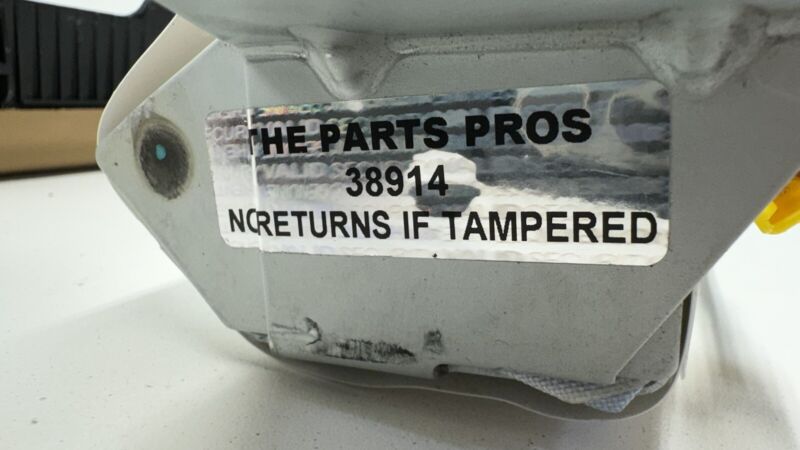 THE PARTS PROS
38914
NO RETURNS IF TAMPERED